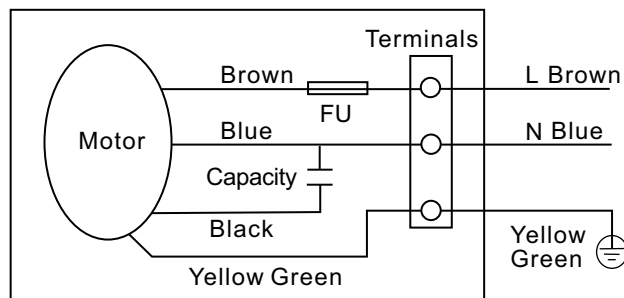 Terminals
Brown
L Brown
FU
Blue
N Blue
Motor
Capacity
Black
Yellow
Green
Yellow Green